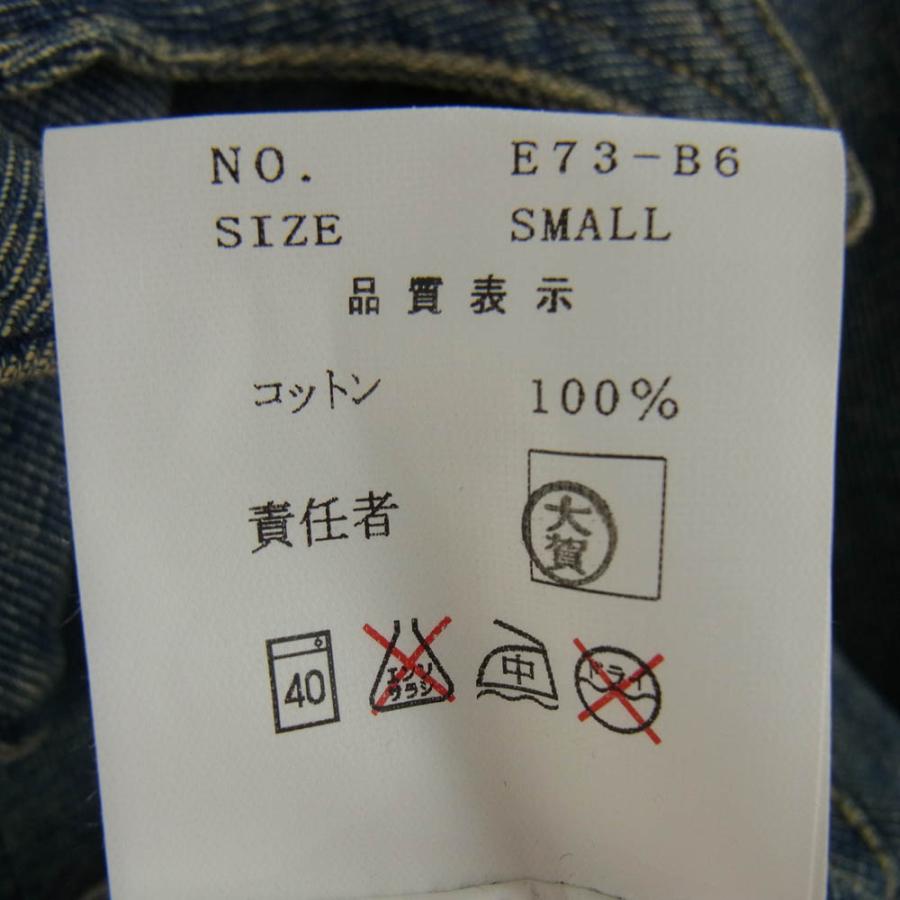 NO. E73-B6
SIZE SMALL
品質表示
コットン 100%
責任者 大賀
40 エンソサラシ 中 ドライ